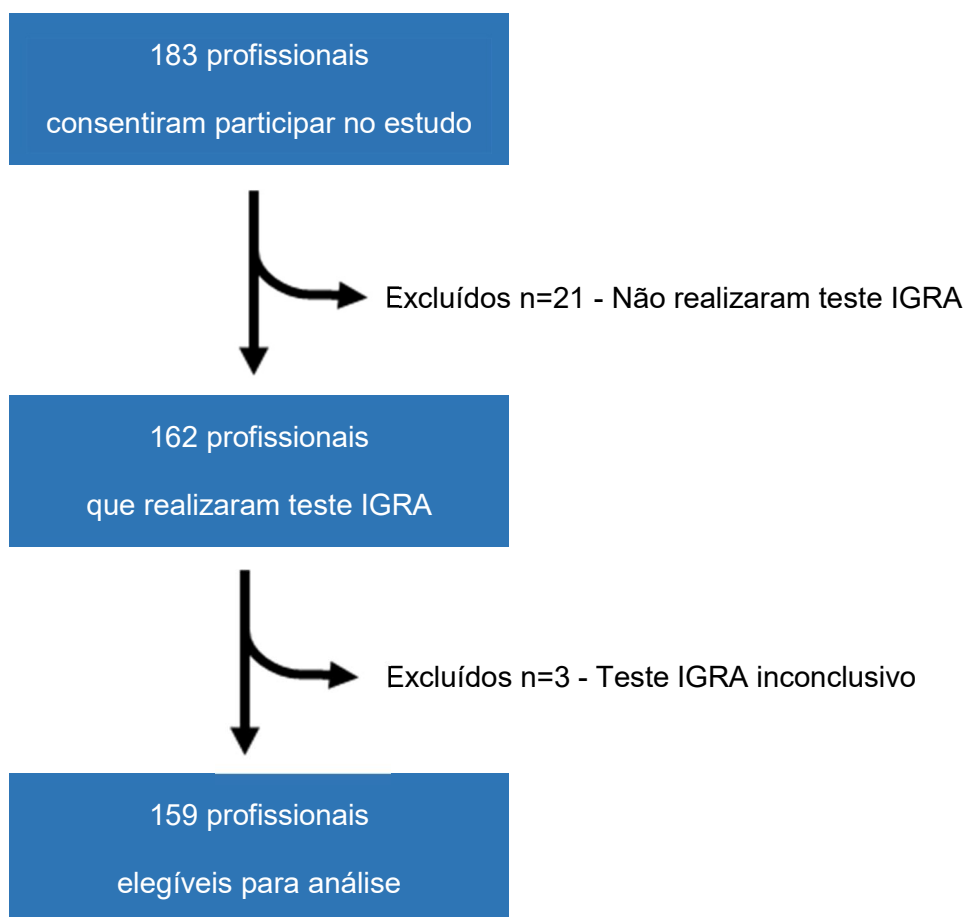 183 profissionais
consentiram participar no estudo
Excluídos n=21 - Não realizaram teste IGRA
162 profissionais
que realizaram teste IGRA
Excluídos n=3 - Teste IGRA inconclusivo
159 profissionais
elegíveis para análise